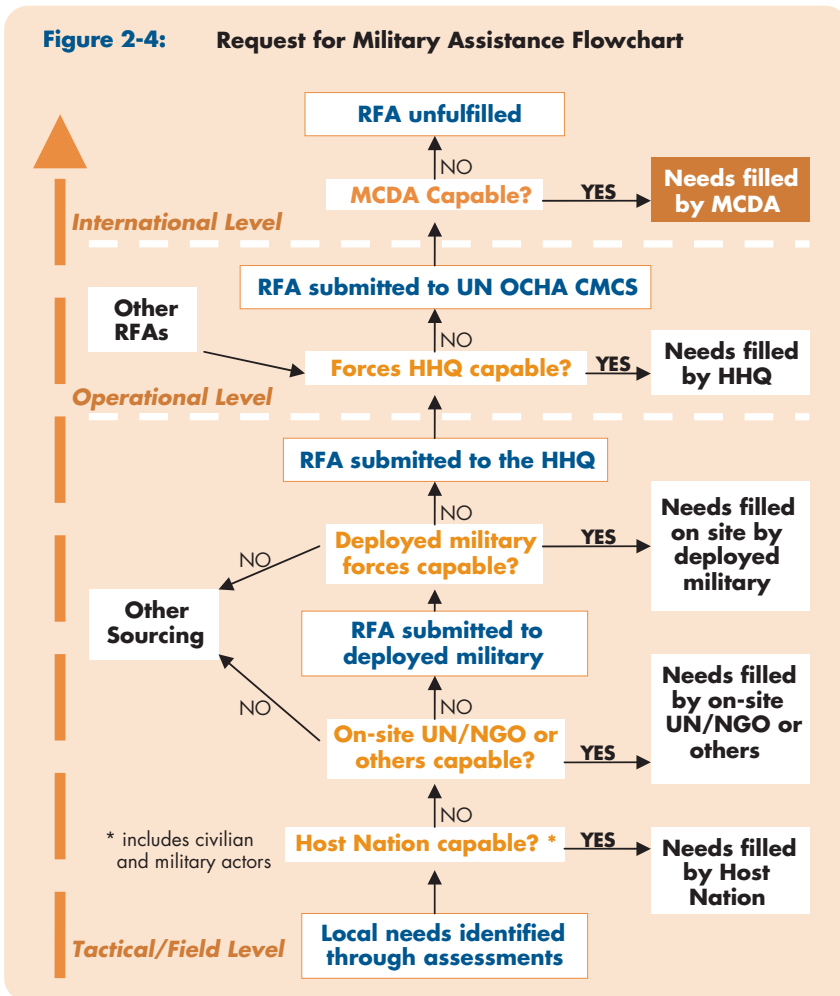 Figure 2-4: Request for Military Assistance Flowchart
RFA unfulfilled
NO
MCDA Capable?
YES
Needs filled
by MCDA
International Level
RFA submitted to UN OCHA CMCS
Other
RFAs
NO
Forces HHQ capable?
YES
Needs filled
by HHQ
Operational Level
RFA submitted to the HHQ
NO
Deployed military
forces capable?
YES
Needs filled
on site by
deployed
military
NO
Other
Sourcing
RFA submitted to
deployed military
NO
NO
On-site UN/NGO or
others capable?
YES
Needs filled
by on-site
UN/NGO or
others
NO
* includes civilian
and military actors
Host Nation capable? *
YES
Needs filled
by Host
Nation
Tactical/Field Level
Local needs identified
through assessments